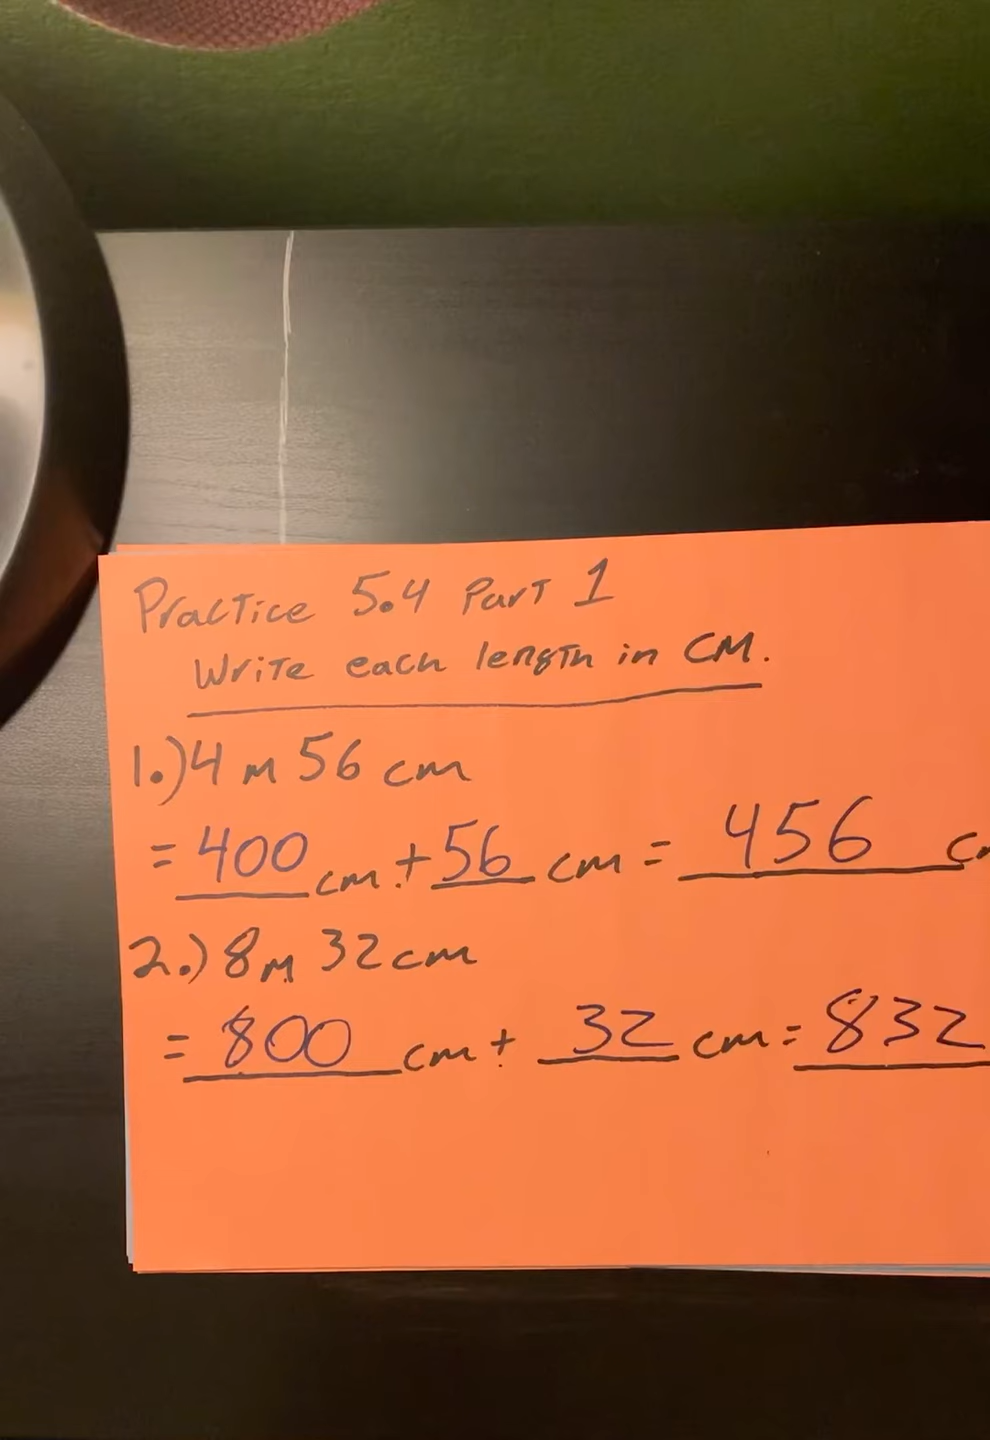 Practice 5.4 Part 1
Write each length in CM.
1.) 4 m 56 cm
= 400 cm + 56 cm = 456
2.) 8 m 32 cm
= 800 cm + 32 cm = 832